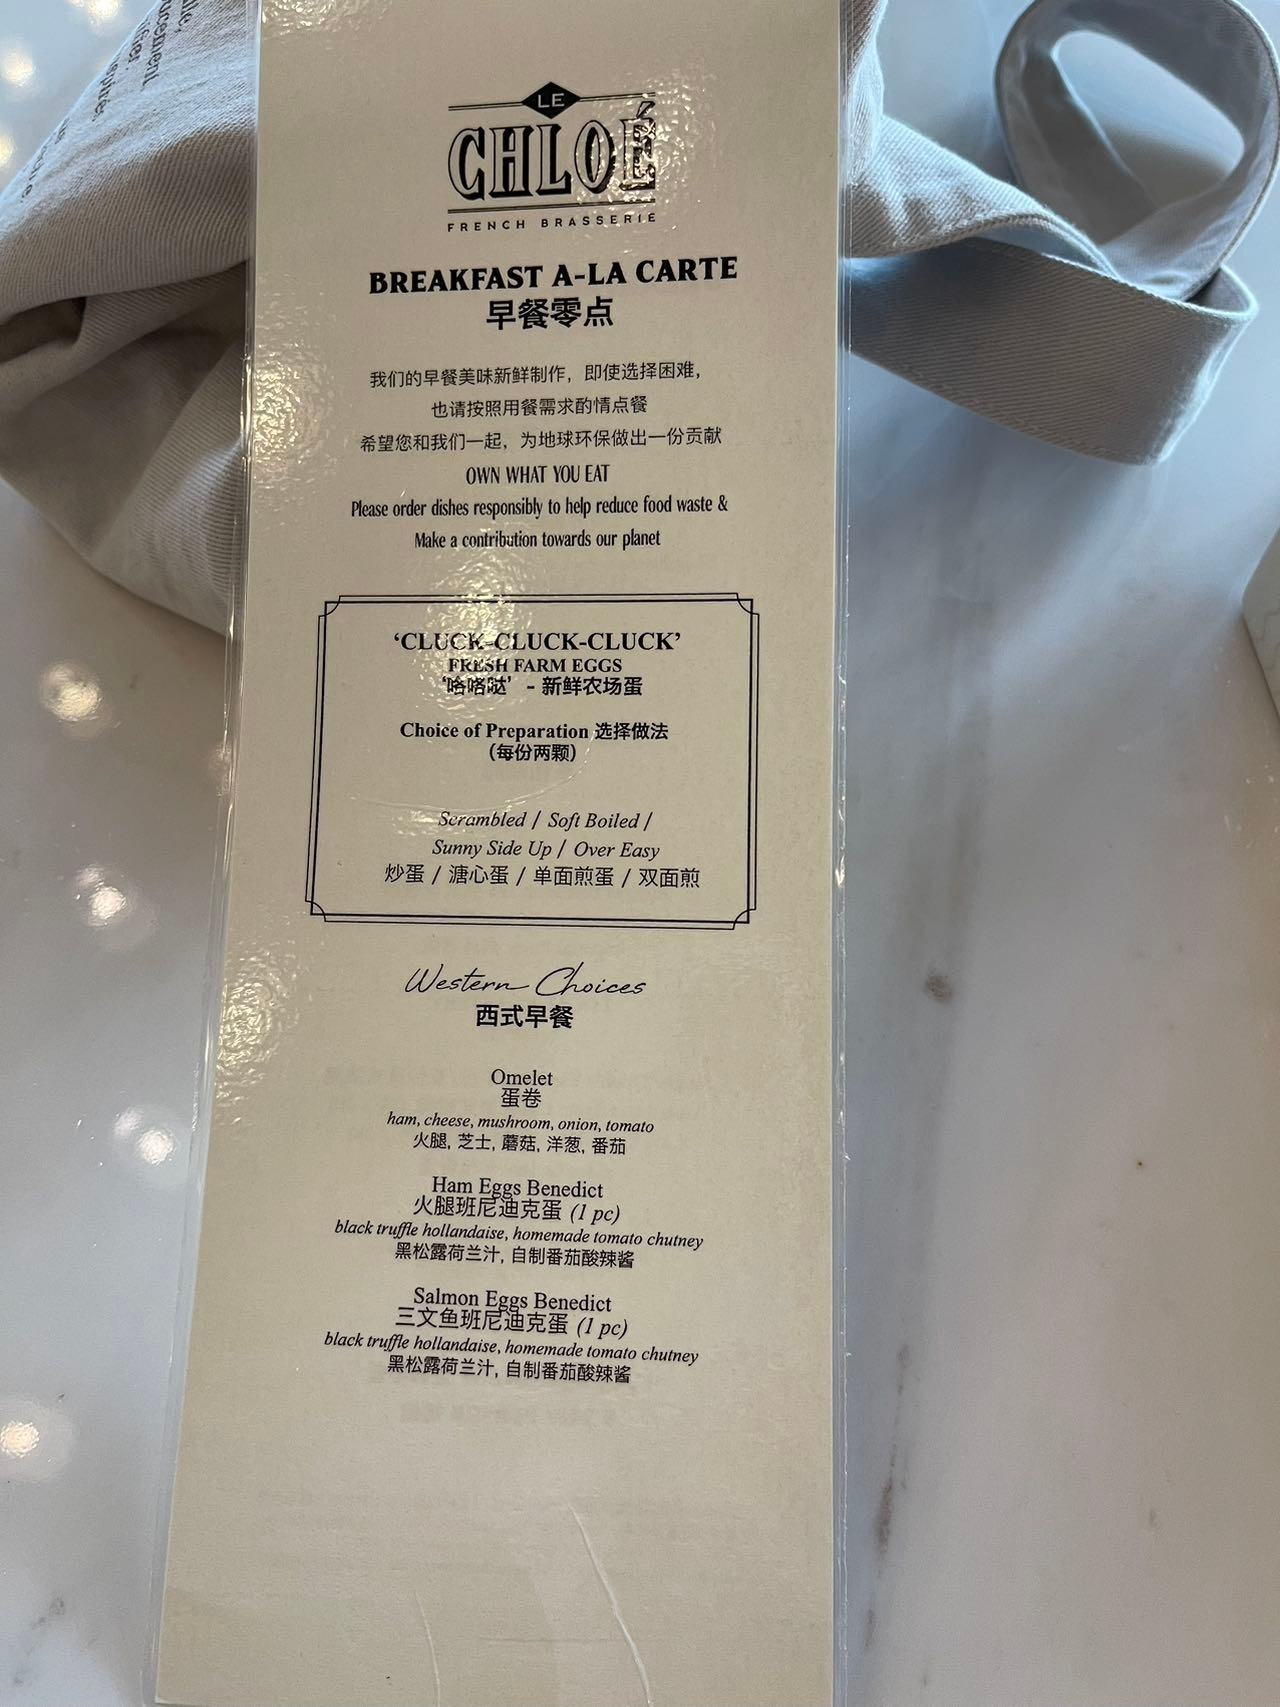 LE
CHLOÉ
FRENCH BRASSERIE
BREAKFAST A-LA CARTE
早餐零点
我们的早餐美味新鲜制作，即使选择困难，
也请按照用餐需求酌情点餐
希望您和我们一起，为地球环保做出一份贡献
OWN WHAT YOU EAT
Please order dishes responsibly to help reduce food waste &
Make a contribution towards our planet
‘CLUCK-CLUCK-CLUCK’
FRESH FARM EGGS
‘咯咯哒’ - 新鲜农场蛋
Choice of Preparation 选择做法
（每份两颗）
Scrambled / Soft Boiled /
Sunny Side Up / Over Easy
炒蛋 / 溏心蛋 / 单面煎蛋 / 双面煎
Western Choices
西式早餐
Omelet
蛋卷
ham, cheese, mushroom, onion, tomato
火腿, 芝士, 蘑菇, 洋葱, 番茄
Ham Eggs Benedict
火腿班尼迪克蛋 (1 pc)
black truffle hollandaise, homemade tomato chutney
黑松露荷兰汁, 自制番茄酸辣酱
Salmon Eggs Benedict
三文鱼班尼迪克蛋 (1 pc)
black truffle hollandaise, homemade tomato chutney
黑松露荷兰汁, 自制番茄酸辣酱